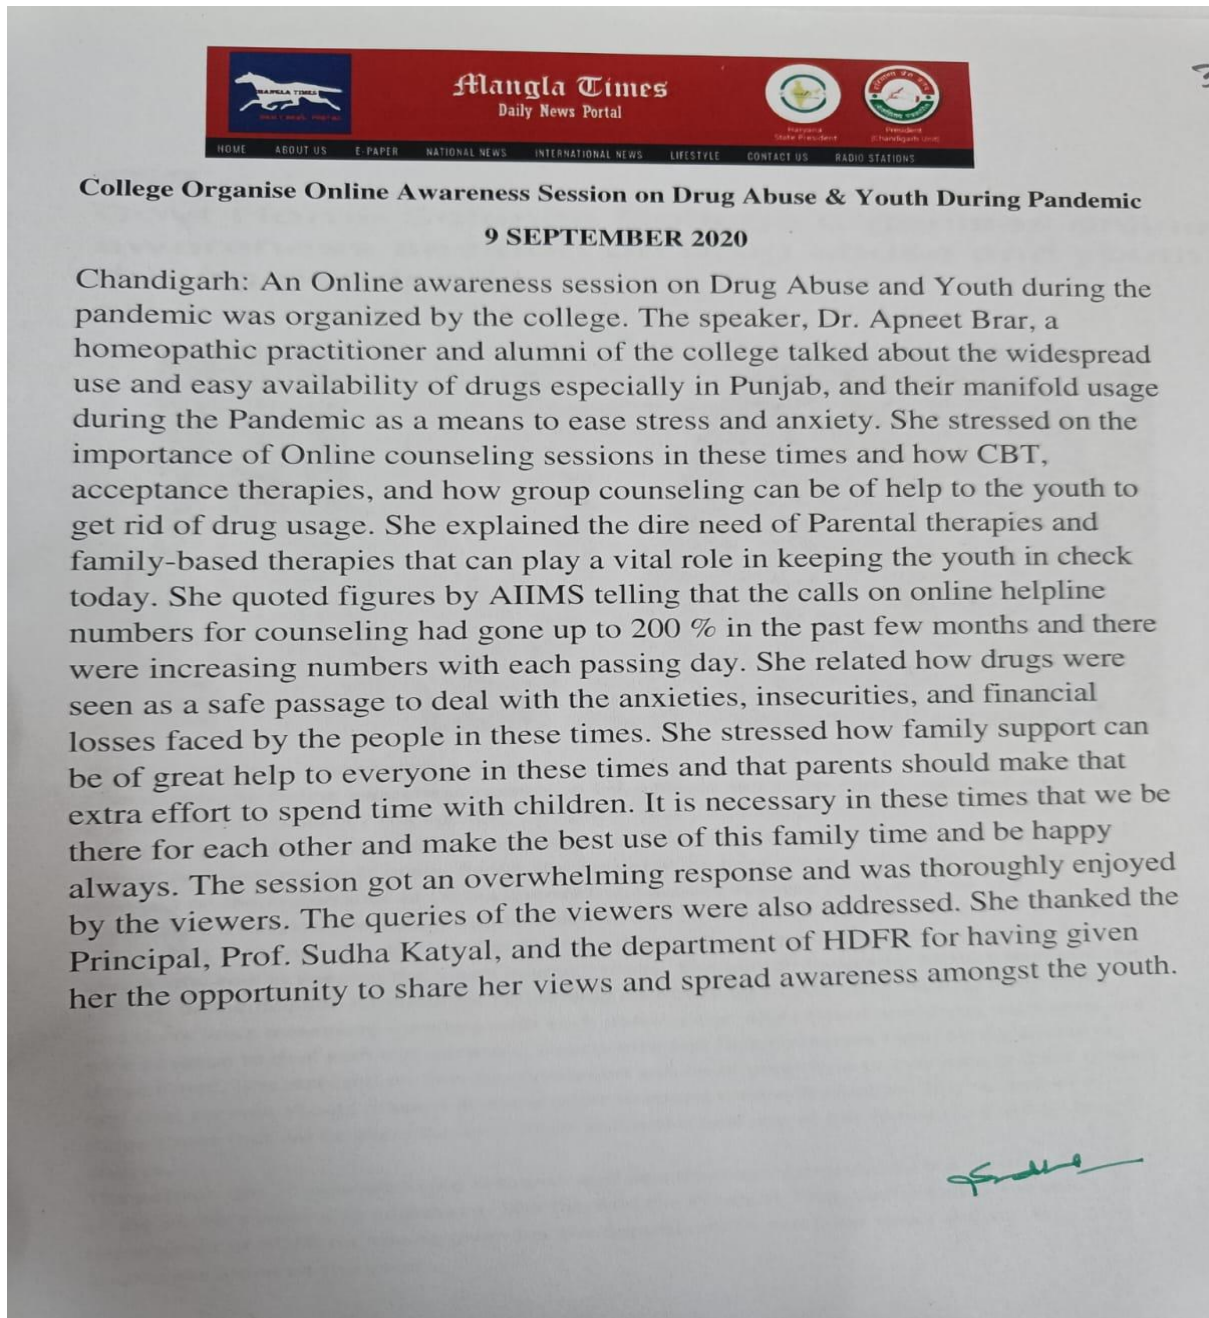 MANGLA TIMES
Mangla Times
Daily News Portal
Haryana
State President
President
(Chandigarh Unit)
HOME ABOUT US E-PAPER NATIONAL NEWS INTERNATIONAL NEWS LIFESTYLE CONTACT US RADIO STATIONS
College Organise Online Awareness Session on Drug Abuse & Youth During Pandemic
9 SEPTEMBER 2020
Chandigarh: An Online awareness session on Drug Abuse and Youth during the
pandemic was organized by the college. The speaker, Dr. Apneet Brar, a
homeopathic practitioner and alumni of the college talked about the widespread
use and easy availability of drugs especially in Punjab, and their manifold usage
during the Pandemic as a means to ease stress and anxiety. She stressed on the
importance of Online counseling sessions in these times and how CBT,
acceptance therapies, and how group counseling can be of help to the youth to
get rid of drug usage. She explained the dire need of Parental therapies and
family-based therapies that can play a vital role in keeping the youth in check
today. She quoted figures by AIIMS telling that the calls on online helpline
numbers for counseling had gone up to 200 % in the past few months and there
were increasing numbers with each passing day. She related how drugs were
seen as a safe passage to deal with the anxieties, insecurities, and financial
losses faced by the people in these times. She stressed how family support can
be of great help to everyone in these times and that parents should make that
extra effort to spend time with children. It is necessary in these times that we be
there for each other and make the best use of this family time and be happy
always. The session got an overwhelming response and was thoroughly enjoyed
by the viewers. The queries of the viewers were also addressed. She thanked the
Principal, Prof. Sudha Katyal, and the department of HDFR for having given
her the opportunity to share her views and spread awareness amongst the youth.